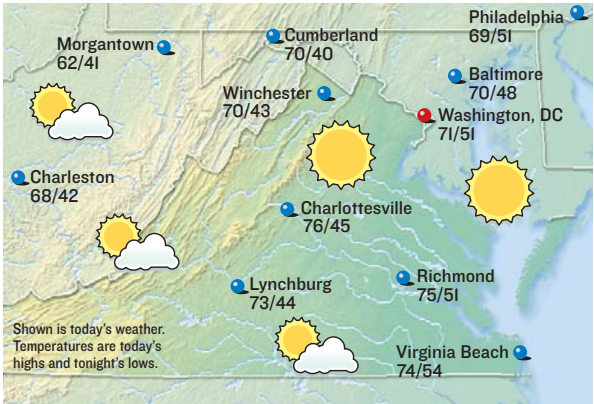 Philadelphia
69/51
Morgantown
62/41
Cumberland
70/40
Baltimore
70/48
Winchester
70/43
Washington, DC
71/51
Charleston
68/42
Charlottesville
76/45
Richmond
75/51
Lynchburg
73/44
Shown is today's weather.
Temperatures are today's
highs and tonight's lows.
Virginia Beach
74/54